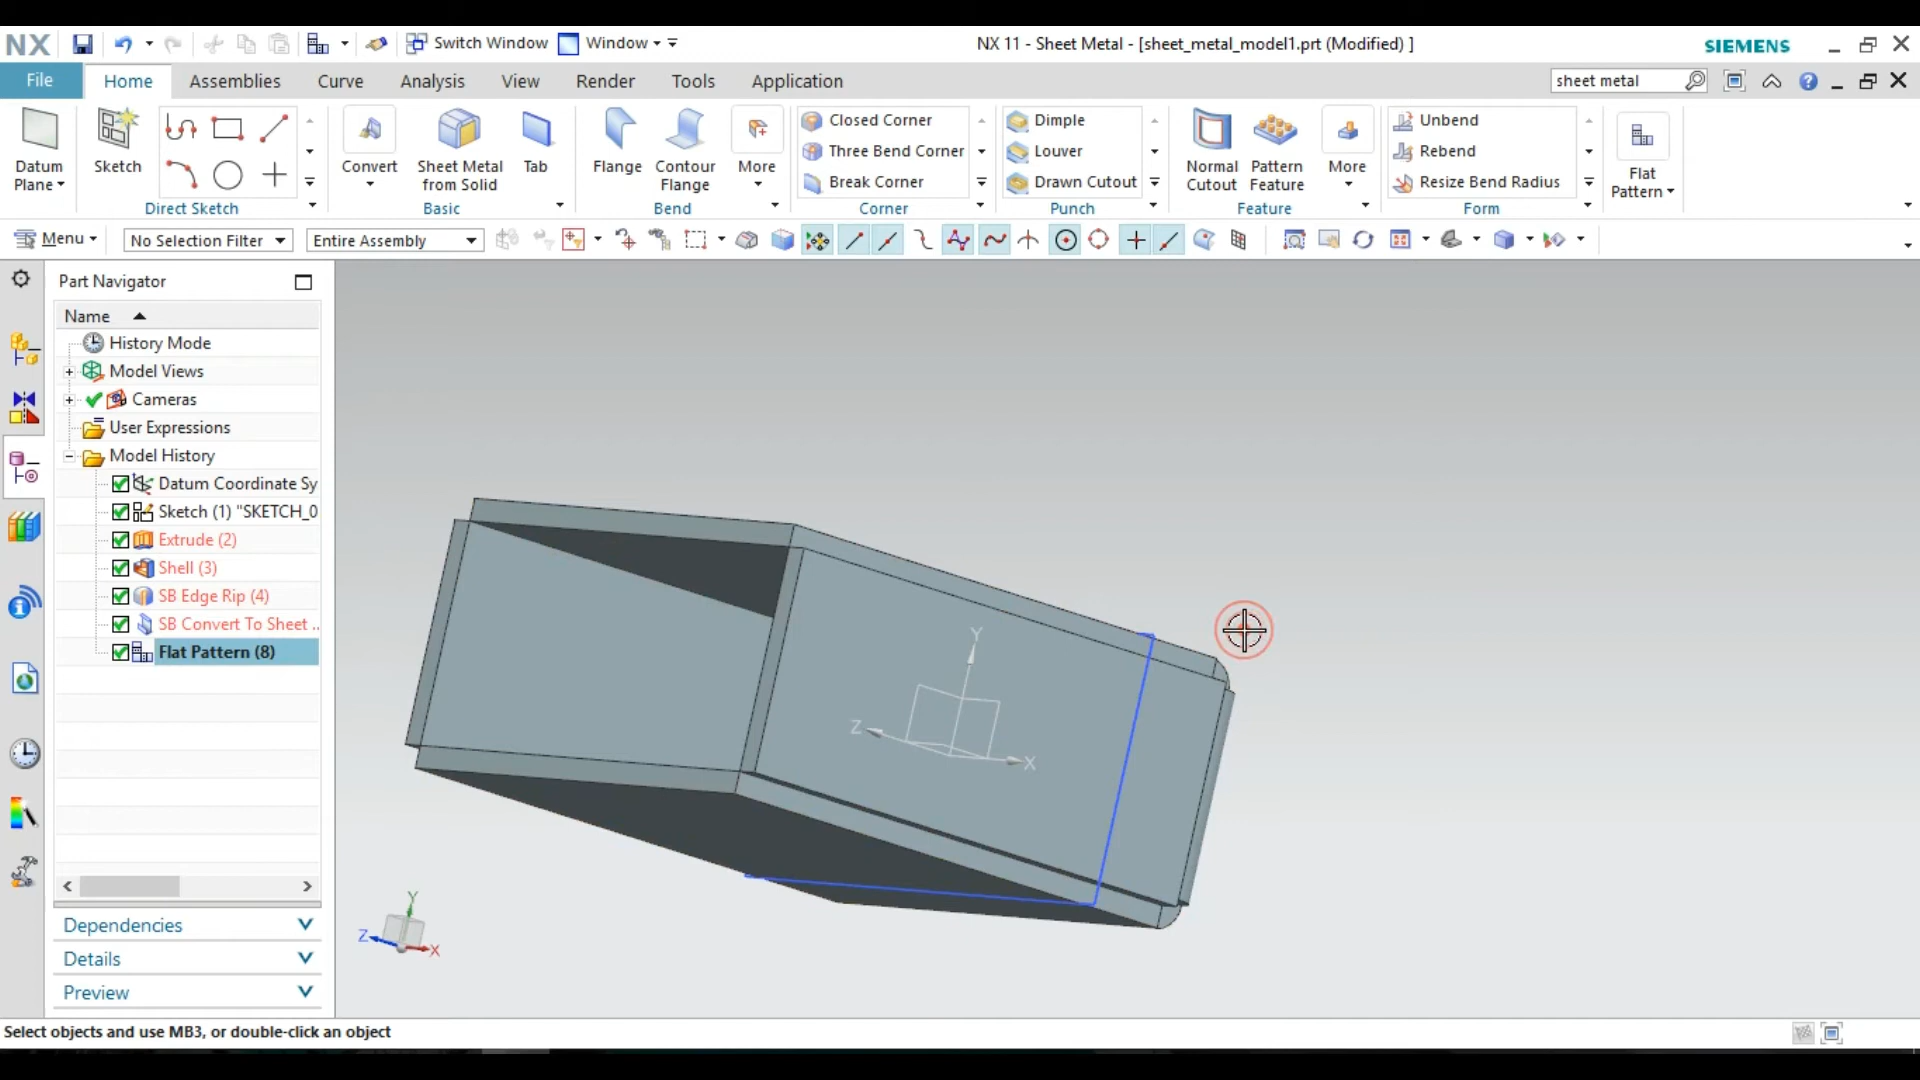 NX
Switch Window
Window
NX 11 - Sheet Metal - [sheet_metal_model1.prt (Modified) ]
SIEMENS
File
Home
Assemblies
Curve
Analysis
View
Render
Tools
Application
sheet metal
Datum
Plane
Sketch
Direct Sketch
Convert
Sheet Metal
from Solid
Tab
Basic
Flange
Contour
Flange
More
Bend
Closed Corner
Three Bend Corner
Break Corner
Corner
Dimple
Louver
Drawn Cutout
Punch
Normal
Cutout
Pattern
Feature
More
Feature
Unbend
Rebend
Resize Bend Radius
Form
Flat
Pattern
Menu
No Selection Filter
Entire Assembly
Part Navigator
Name
History Mode
Model Views
Cameras
User Expressions
Model History
Datum Coordinate Sy
Sketch (1) "SKETCH_0
Extrude (2)
Shell (3)
SB Edge Rip (4)
SB Convert To Sheet ..
Flat Pattern (8)
Dependencies
Details
Preview
Y
Z
X
Y
Z
X
Select objects and use MB3, or double-click an object